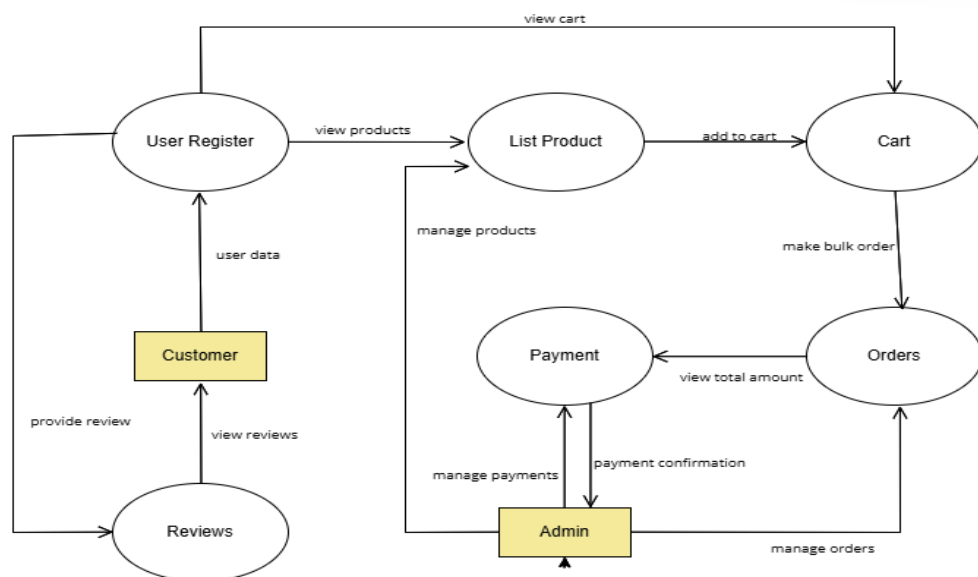 view cart
User Register
view products
List Product
add to cart
Cart
manage products
make bulk order
user data
Customer
Payment
view total amount
Orders
provide review
view reviews
manage payments
payment confirmation
Reviews
Admin
manage orders